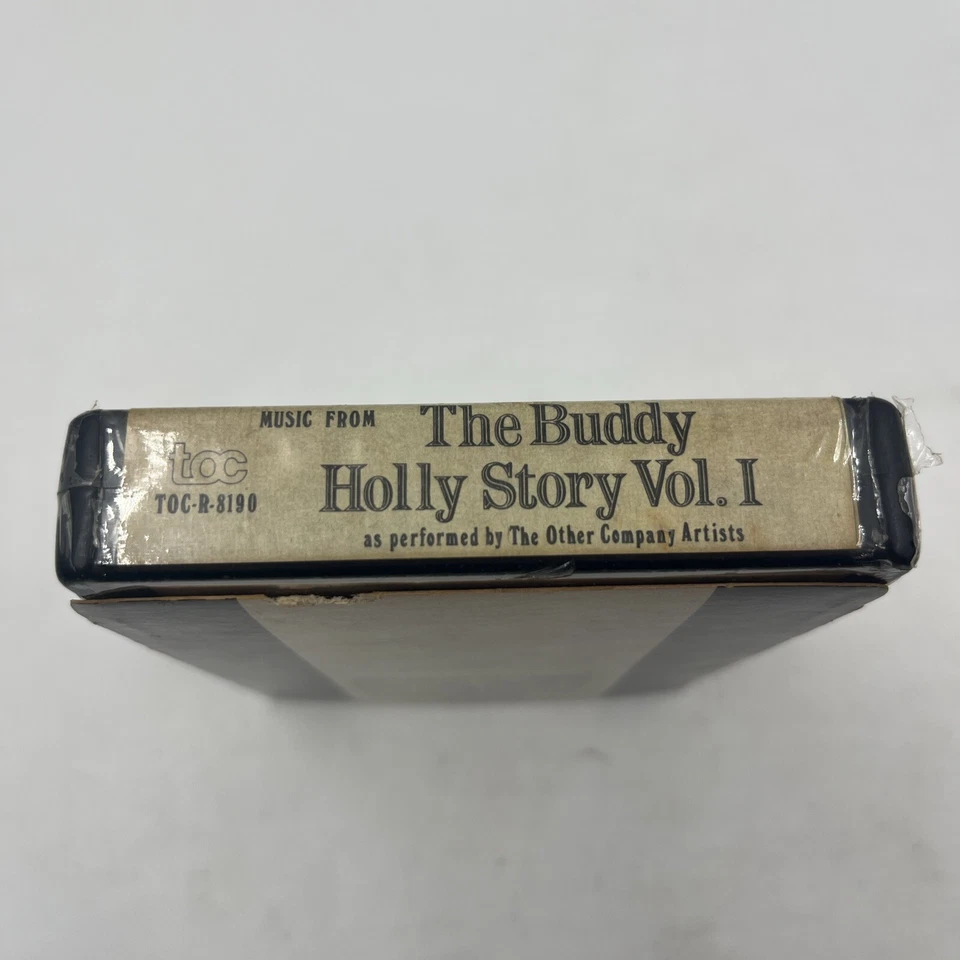 MUSIC FROM The Buddy
toc
Holly Story Vol. I
TOC-R-8190
as performed by The Other Company Artists